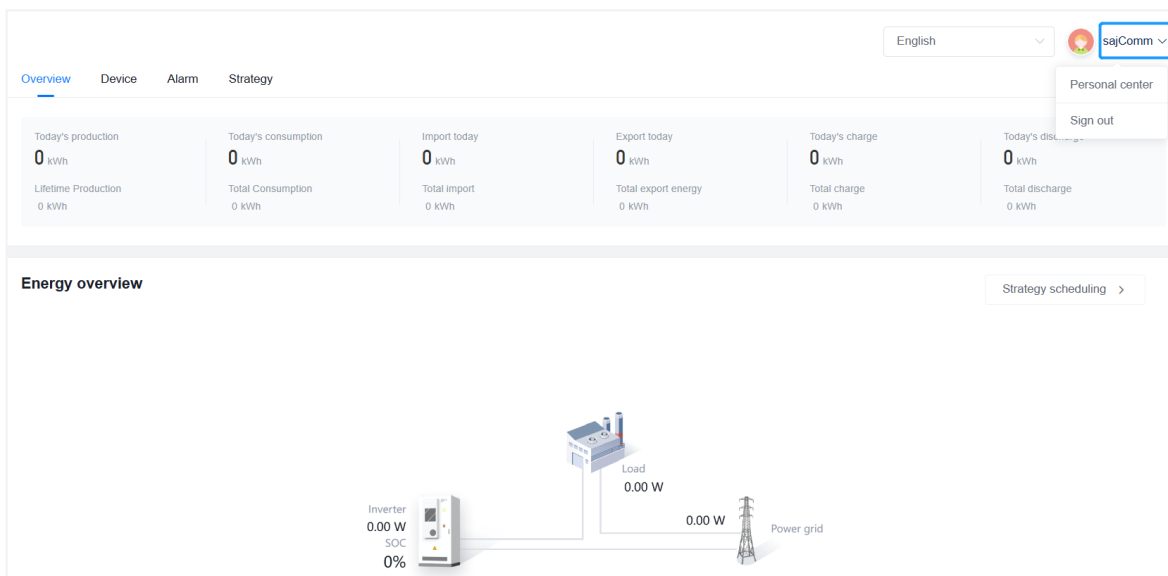 English
sajComm
Overview Device Alarm Strategy
Personal center
Sign out
Today's production Today's consumption Import today Export today Today's charge Today's
0 kWh 0 kWh 0 kWh 0 kWh 0 kWh 0 kWh
Lifetime Production Total Consumption Total import Total export energy Total charge Total discharge
0 kWh 0 kWh 0 kWh 0 kWh 0 kWh 0 kWh
Energy overview
Strategy scheduling
Load
0.00 W
Inverter
0.00 W
SOC
0%
0.00 W
Power grid